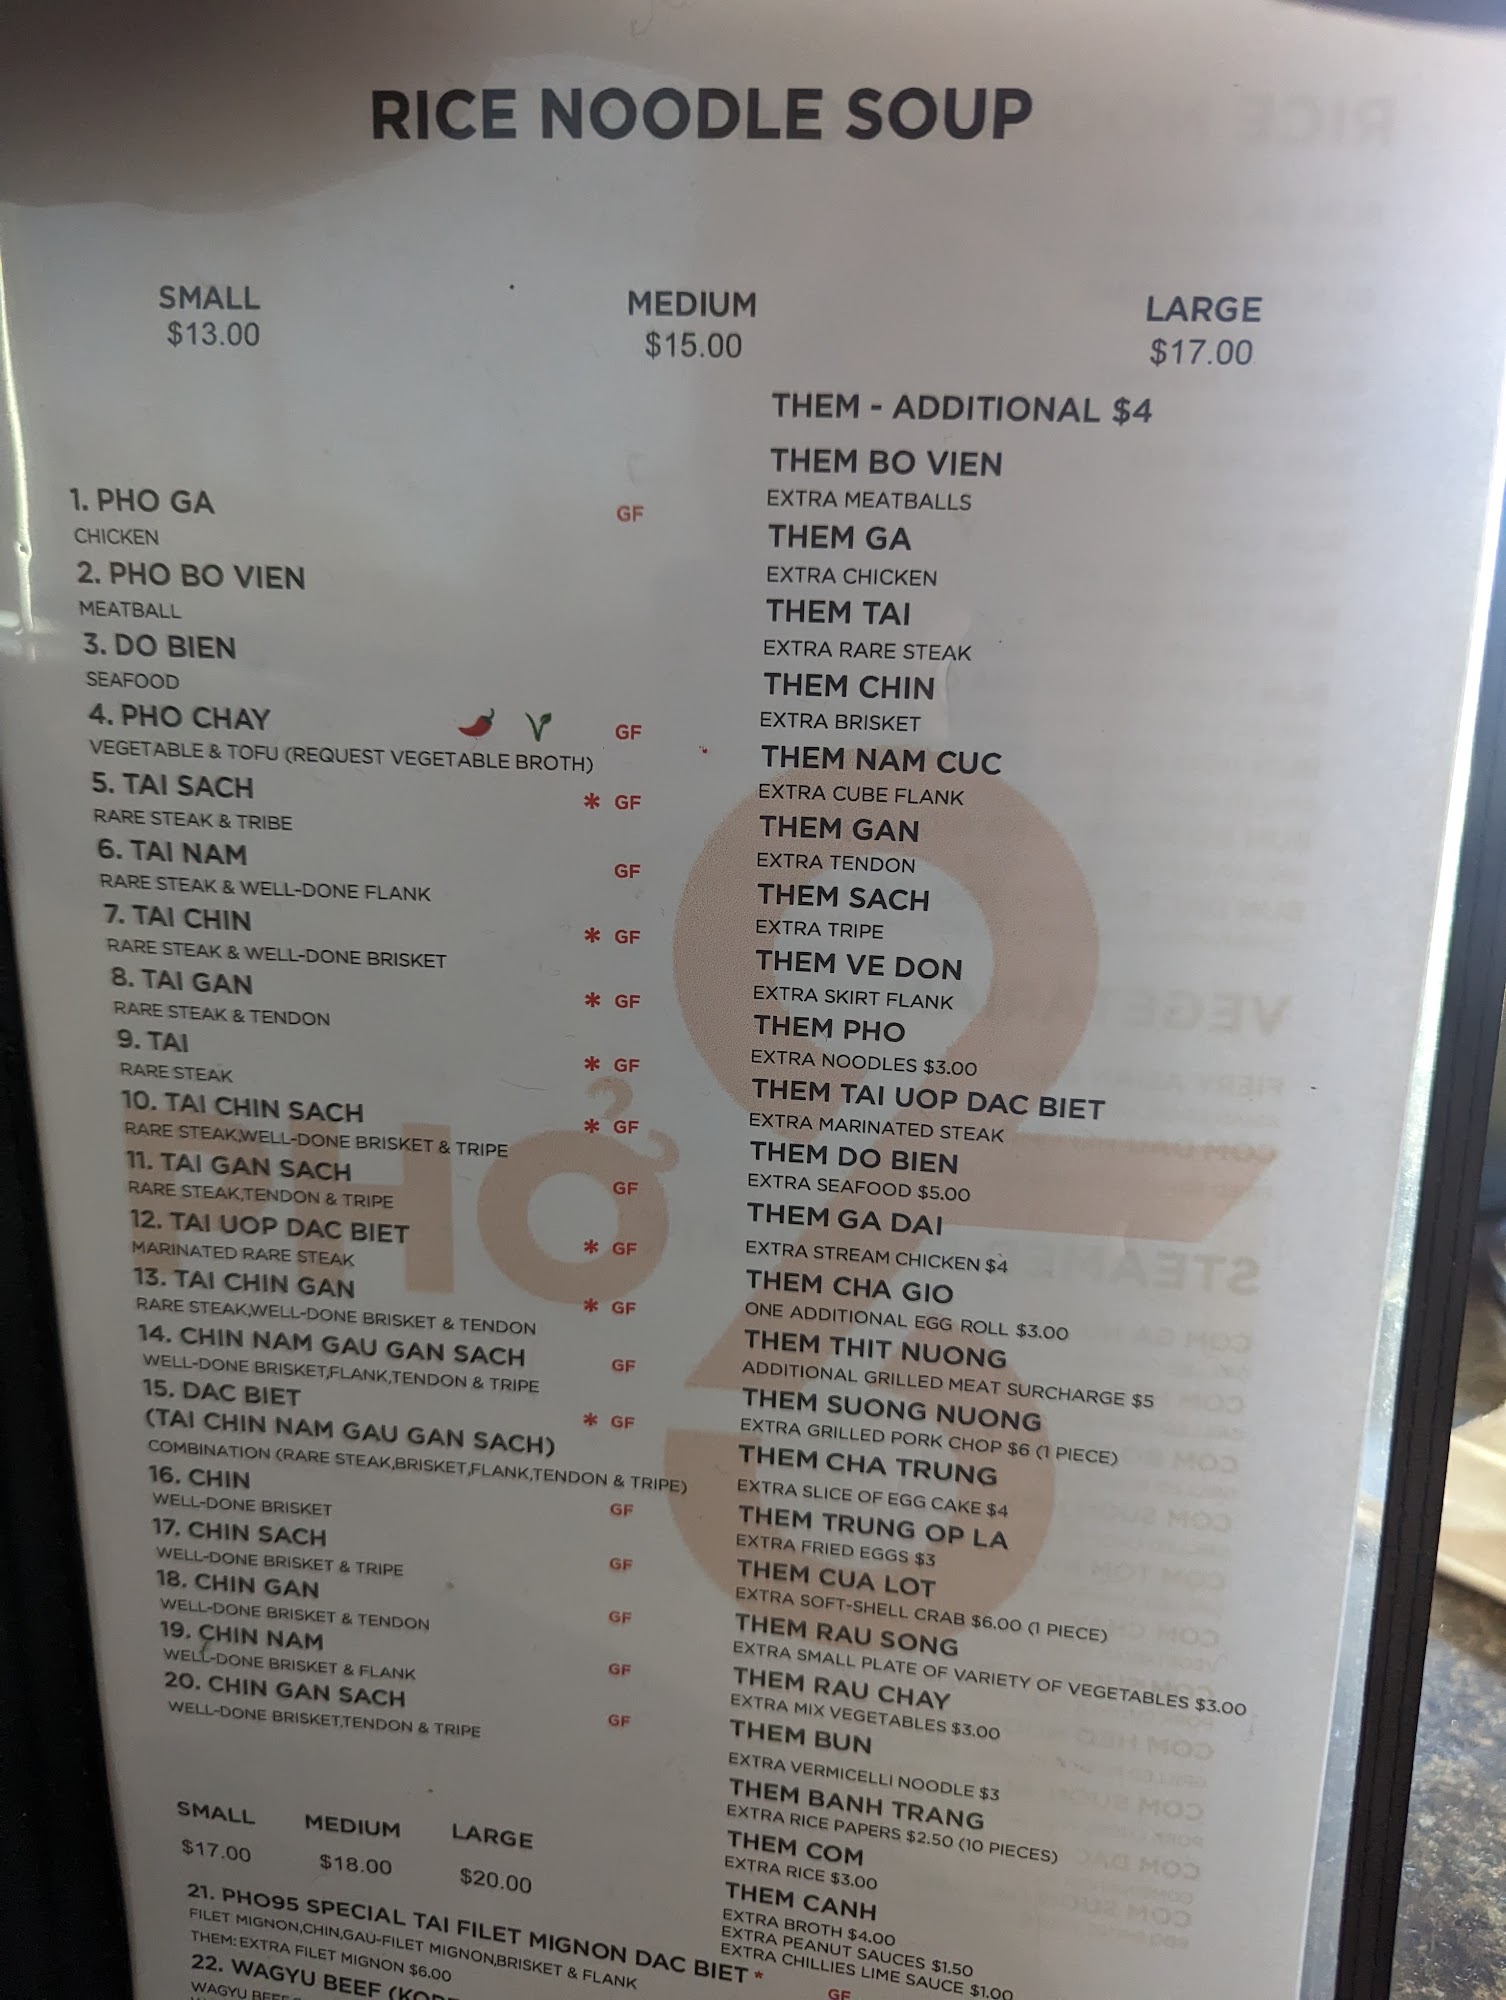 RICE NOODLE SOUP
SMALL
$13.00
MEDIUM
$15.00
LARGE
$17.00
1. PHO GA GF
CHICKEN
2. PHO BO VIEN
MEATBALL
3. DO BIEN
SEAFOOD
4. PHO CHAY GF
VEGETABLE & TOFU (REQUEST VEGETABLE BROTH)
5. TAI SACH * GF
RARE STEAK & TRIBE
6. TAI NAM GF
RARE STEAK & WELL-DONE FLANK
7. TAI CHIN * GF
RARE STEAK & WELL-DONE BRISKET
8. TAI GAN * GF
RARE STEAK & TENDON
9. TAI * GF
RARE STEAK
10. TAI CHIN SACH * GF
RARE STEAK,WELL-DONE BRISKET & TRIPE
11. TAI GAN SACH GF
RARE STEAK,TENDON & TRIPE
12. TAI UOP DAC BIET * GF
MARINATED RARE STEAK
13. TAI CHIN GAN * GF
RARE STEAK,WELL-DONE BRISKET & TENDON
14. CHIN NAM GAU GAN SACH GF
WELL-DONE BRISKET,FLANK,TENDON & TRIPE
15. DAC BIET
(TAI CHIN NAM GAU GAN SACH) * GF
COMBINATION (RARE STEAK,BRISKET,FLANK,TENDON & TRIPE)
16. CHIN GF
WELL-DONE BRISKET
17. CHIN SACH GF
WELL-DONE BRISKET & TRIPE
18. CHIN GAN GF
WELL-DONE BRISKET & TENDON
19. CHIN NAM GF
WELL-DONE BRISKET & FLANK
20. CHIN GAN SACH GF
WELL-DONE BRISKET,TENDON & TRIPE
SMALL MEDIUM LARGE
$17.00 $18.00 $20.00
21. PHO95 SPECIAL TAI FILET MIGNON DAC BIET *
FILET MIGNON,CHIN,GAU-FILET MIGNON,BRISKET & FLANK
THEM: EXTRA FILET MIGNON $6.00
GF
22. WAGYU BEEF
WAGYU
THEM - ADDITIONAL $4
THEM BO VIEN
EXTRA MEATBALLS
THEM GA
EXTRA CHICKEN
THEM TAI
EXTRA RARE STEAK
THEM CHIN
EXTRA BRISKET
THEM NAM CUC
EXTRA CUBE FLANK
THEM GAN
EXTRA TENDON
THEM SACH
EXTRA TRIPE
THEM VE DON
EXTRA SKIRT FLANK
THEM PHO
EXTRA NOODLES $3.00
THEM TAI UOP DAC BIET
EXTRA MARINATED STEAK
THEM DO BIEN
EXTRA SEAFOOD $5.00
THEM GA DAI
EXTRA STREAM CHICKEN $4
THEM CHA GIO
ONE ADDITIONAL EGG ROLL $3.00
THEM THIT NUONG
ADDITIONAL GRILLED MEAT SURCHARGE $5
THEM SUONG NUONG
EXTRA GRILLED PORK CHOP $6 (1 PIECE)
THEM CHA TRUNG
EXTRA SLICE OF EGG CAKE $4
THEM TRUNG OP LA
EXTRA FRIED EGGS $3
THEM CUA LOT
EXTRA SOFT-SHELL CRAB $6.00 (1 PIECE)
THEM RAU SONG
EXTRA SMALL PLATE OF VARIETY OF VEGETABLES $3.00
THEM RAU CHAY
EXTRA MIX VEGETABLES $3.00
THEM BUN
EXTRA VERMICELLI NOODLE $3
THEM BANH TRANG
EXTRA RICE PAPERS $2.50 (10 PIECES)
THEM COM
EXTRA RICE $3.00
THEM CANH
EXTRA BROTH $4.00
EXTRA PEANUT SAUCES $1.50
EXTRA CHILLIES LIME SAUCE $1.00